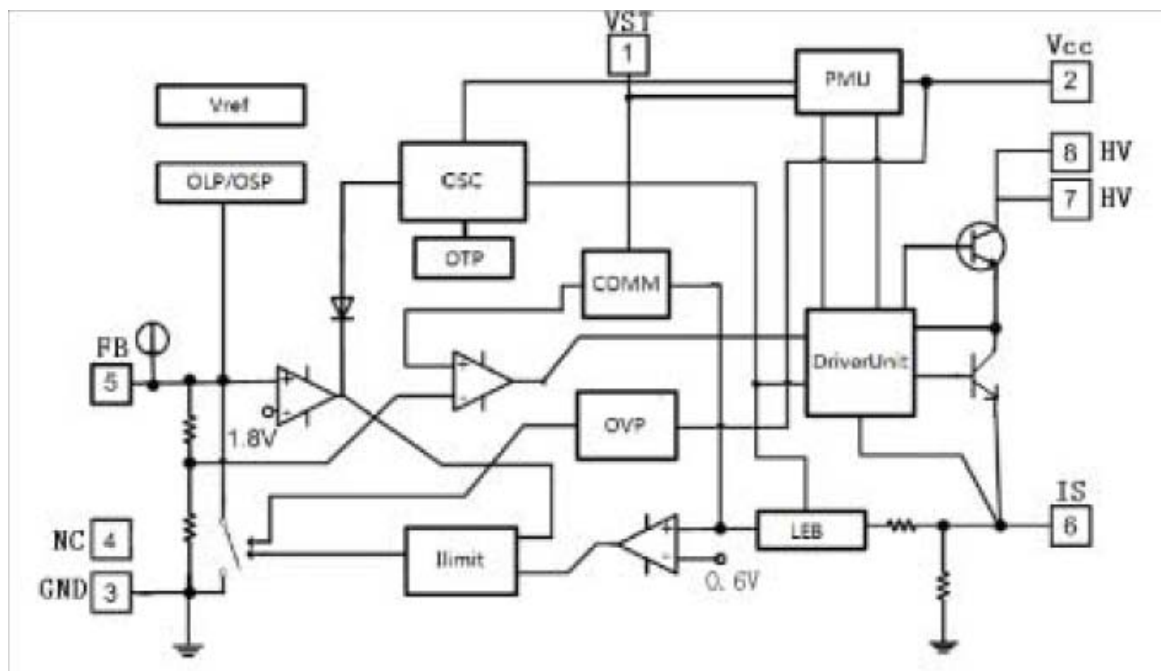 VST
1
Vcc
2
PMU
Vref
8 HV
OLP/OSP
OSC
7 HV
OTP
COMM
FB
5
+
-
1.8V
+
-
DriverUnit
OVP
IS
6
NC 4
LEB
Ilimit
+
-
0.6V
GND 3